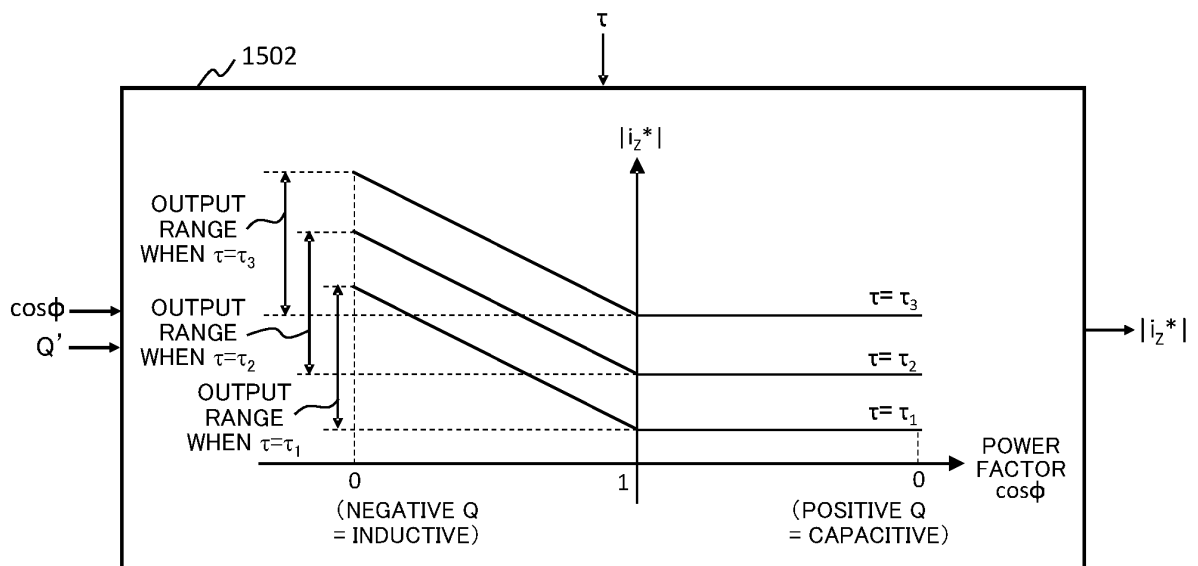 τ
1502
|iZ*|
OUTPUT
RANGE
WHEN τ=τ3
τ= τ3
cosϕ
Q’
OUTPUT
RANGE
WHEN τ=τ2
τ= τ2
|iZ*|
OUTPUT
RANGE
WHEN τ=τ1
τ= τ1
POWER
FACTOR
cosϕ
0
1
0
(NEGATIVE Q
= INDUCTIVE)
(POSITIVE Q
= CAPACITIVE)